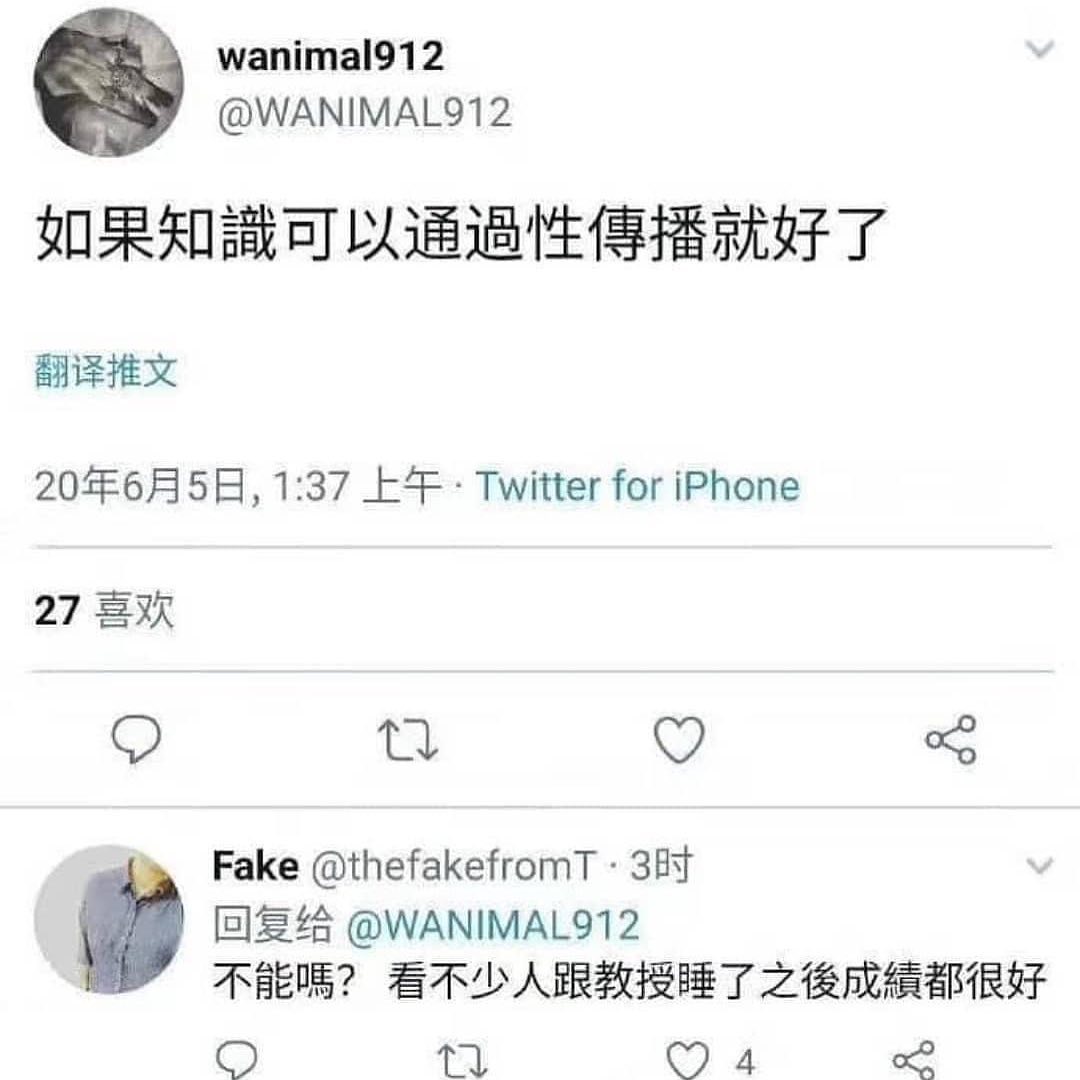 wanimal912
@WANIMAL912
如果知識可以通過性傳播就好了
翻译推文
20年6月5日, 1:37 上午 · Twitter for iPhone
27 喜欢
Fake @thefakefromT · 3时
回复给 @WANIMAL912
不能嗎? 看不少人跟教授睡了之後成績都很好
4